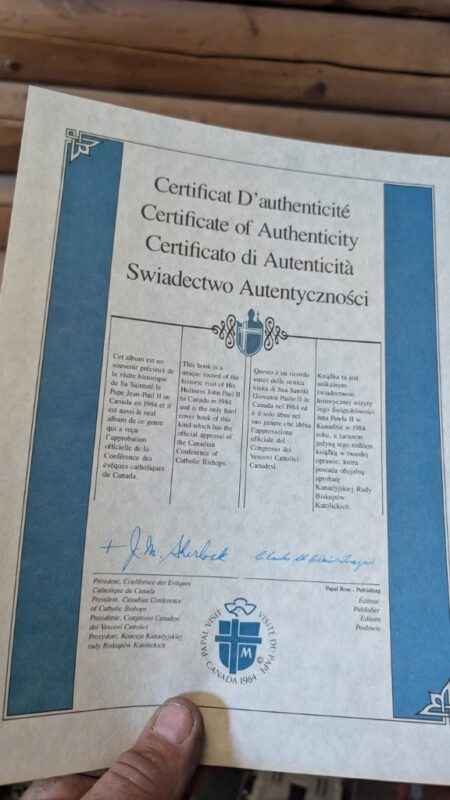 Certificat D'authenticité
Certificate of Authenticity
Certificato di Autenticità
Swiadectwo Autentyczności
Cet album est un
souvenir précieux de
la visite historique
de Sa Sainteté le
Pape Jean-Paul II au
Canada en 1984 et il
est aussi le seul
album de ce genre
qui a reçu
l'approbation
officielle de la
Conférence des
évêques catholiques
du Canada.
This book is a
unique record of the
historic visit of His
Holiness John Paul II
to Canada in 1984
and is the only hard
cover book of this
kind which has the
official approval of
the Canadian
Conference of
Catholic Bishops.
Questo è un ricordo
unico della storica
visita di Sua Santità
Giovanni Paolo II in
Canada nel 1984 ed
è il solo libro nel
suo genere che abbia
l'approvazione
officiale del
Congresso dei
Vescovi Cattolici
Canadesi.
Książka ta jest
unikalnym
świadectwem
historycznej wizyty
Jego Świątobliwości
Jana Pawła II w
Kanadzie w 1984
roku, a zarazem
jedyną tego rodzaju
książką w twardej
oprawie, która
posiada oficjalną
aprobatę
Kanadyjskiej Rady
Biskupów
Katolickich.
+ J.M. Sherlock
Président, Conférence des Evêques
Catholique du Canada
President, Canadian Conference
of Catholic Bishops
Presidente, Congresso Canadese
dei Vescovi Cattolici
Prezydent, Kanadyjskiej
rady Biskupów Katolickich
Papal Book - Publishing
Éditeur
Publisher
Editore
PAPAL VISIT
VISITE DU PAPE
M
©
CANADA 1984